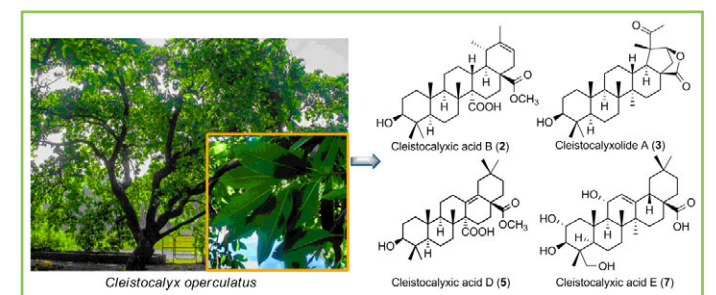 H
H
COOH
O
OCH₃
HO
H
Cleistocalyxic acid B (2)
O
H
H
O
O
HO
H
Cleistocalyxolide A (3)
H
COOH
O
OCH₃
HO
H
Cleistocalyxic acid D (5)
HO
HO
H
H
O
OH
HO
H
OH
Cleistocalyxic acid E (7)
Cleistocalyx operculatus